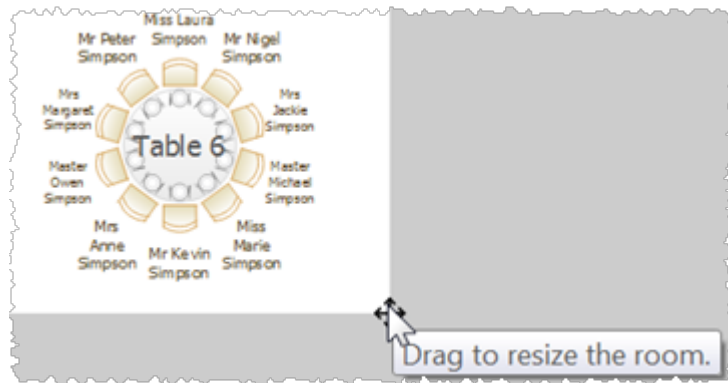 Miss Laura
Simpson
Mr Peter
Simpson
Mr Nigel
Simpson
Mrs
Margaret
Simpson
Mrs
Jackie
Simpson
Table 6
Master
Owen
Simpson
Master
Michael
Simpson
Mrs
Anne
Simpson
Mr Kevin
Simpson
Miss
Marie
Simpson
Drag to resize the room.